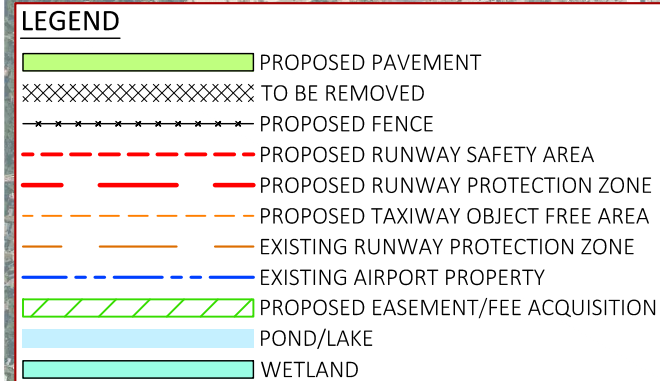 LEGEND
PROPOSED PAVEMENT
TO BE REMOVED
PROPOSED FENCE
PROPOSED RUNWAY SAFETY AREA
PROPOSED RUNWAY PROTECTION ZONE
PROPOSED TAXIWAY OBJECT FREE AREA
EXISTING RUNWAY PROTECTION ZONE
EXISTING AIRPORT PROPERTY
PROPOSED EASEMENT/FEE ACQUISITION
POND/LAKE
WETLAND